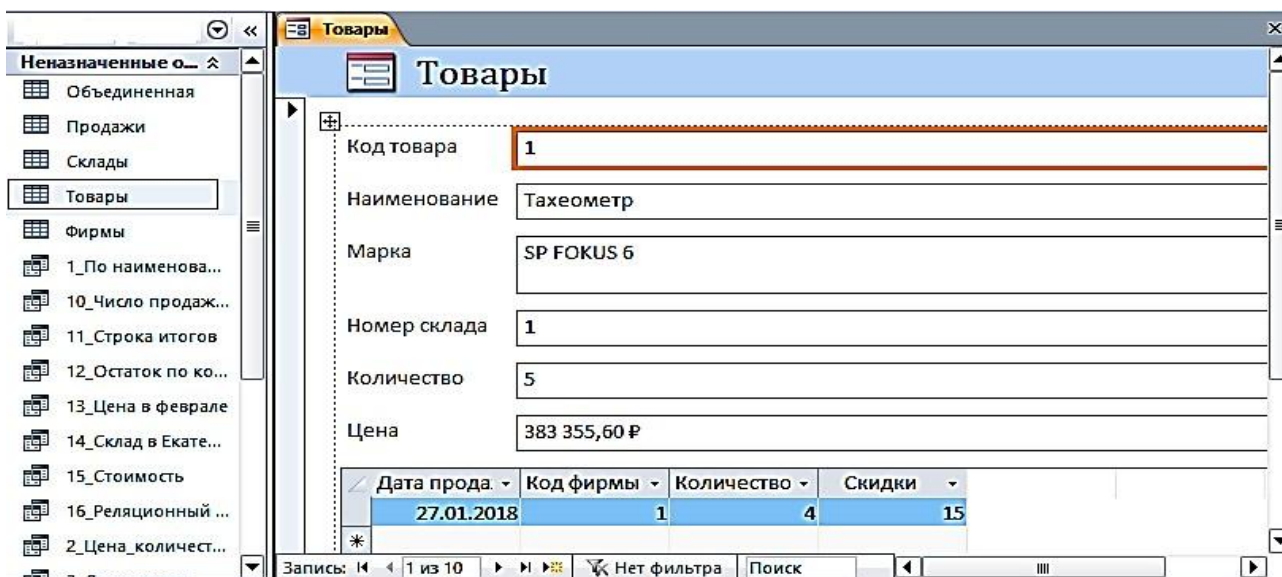 Товары
Неназначенные о...
Объединенная
Продажи
Склады
Товары
Фирмы
1_По наименова...
10_Число продаж...
11_Строка итогов
12_Остаток по ко...
13_Цена в феврале
14_Склад в Екате...
15_Стоимость
16_Реляционный ...
2_Цена_количест...
Товары
Код товара 1
Наименование Тахеометр
Марка SP FOKUS 6
Номер склада 1
Количество 5
Цена 383 355,60 ₽
Дата прода Код фирмы Количество Скидки
27.01.2018 1 4 15
Запись: 1 из 10 Нет фильтра Поиск